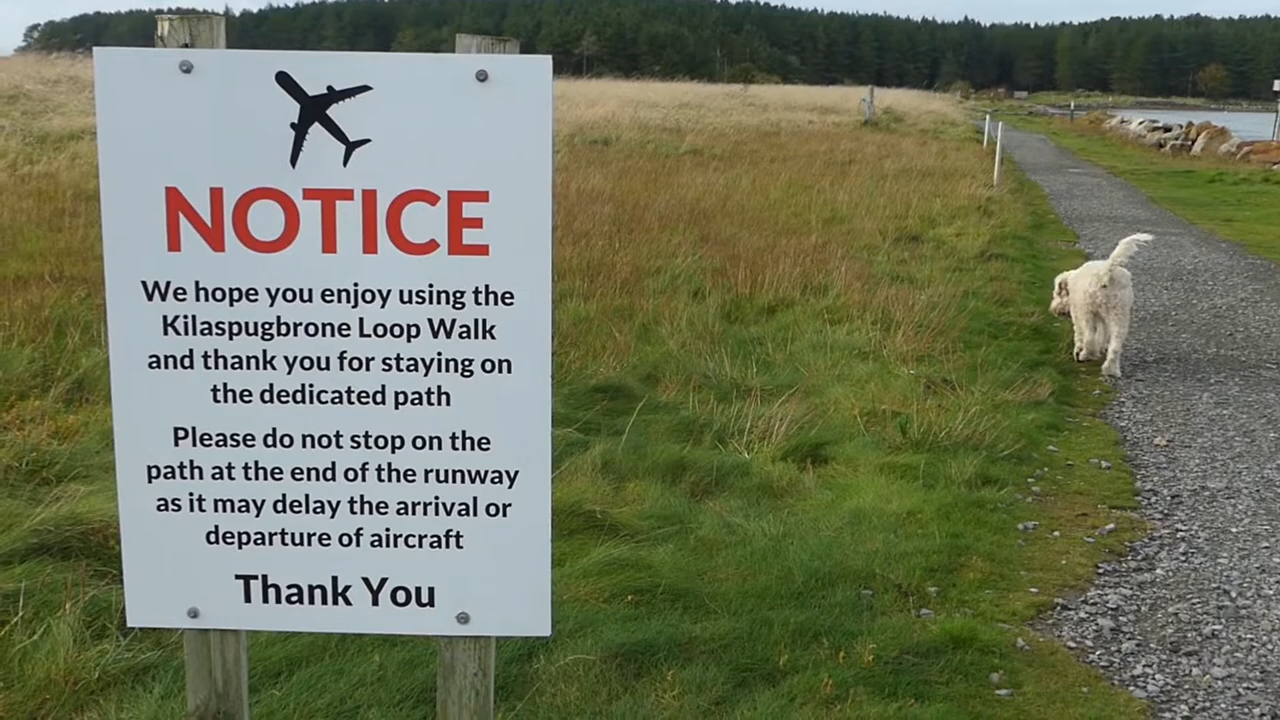 NOTICE
We hope you enjoy using the
Kilaspugbrone Loop Walk
and thank you for staying on
the dedicated path
Please do not stop on the
path at the end of the runway
as it may delay the arrival or
departure of aircraft
Thank You